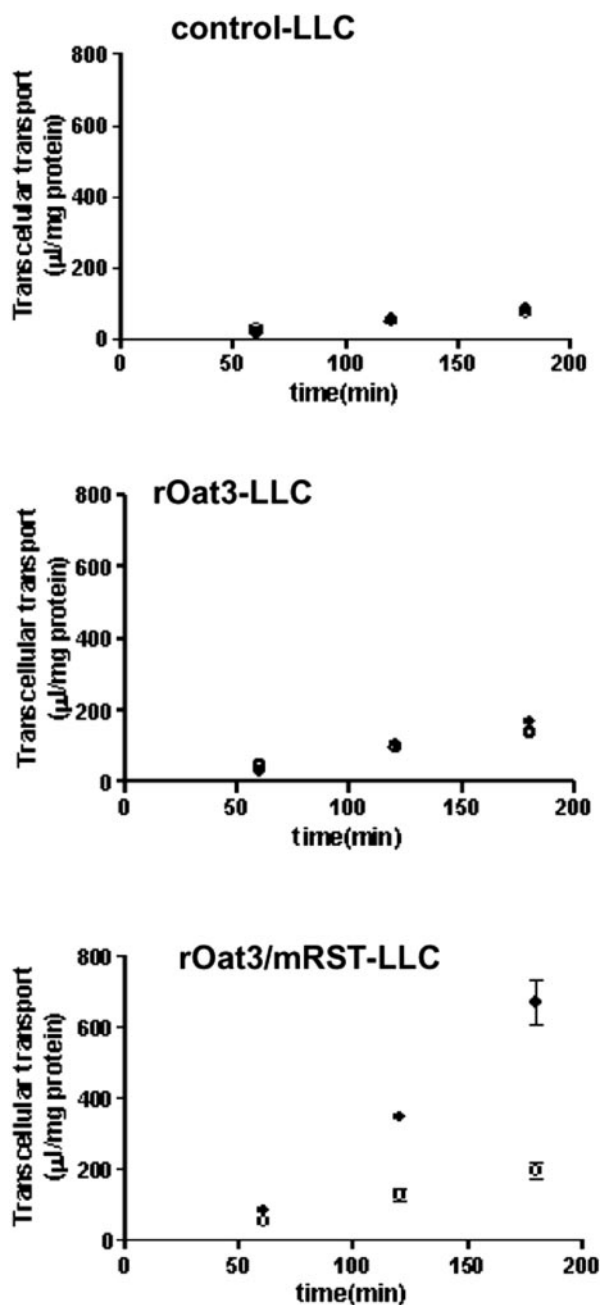 control-LLC
Transcelular transport
(µl/mg protein)
800
600
400
200
0
0 50 100 150 200
time(min)
rOat3-LLC
Transcellular transport
(µl/mg protein)
800
600
400
200
0
0 50 100 150 200
time(min)
rOat3/mRST-LLC
Transcellular transport
(µl/mg protein)
800
600
400
200
0
0 50 100 150 200
time(min)